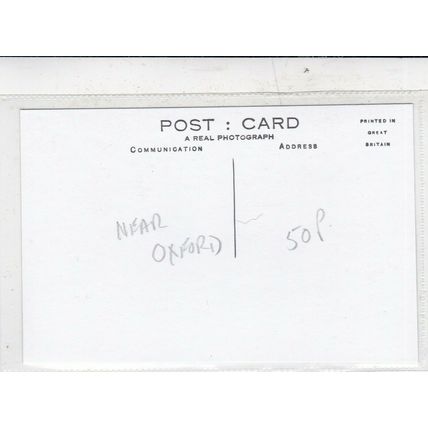 POST : CARD
A REAL PHOTOGRAPH
COMMUNICATION
ADDRESS
PRINTED IN
GREAT
BRITAIN
NEAR
OXFORD
50P.